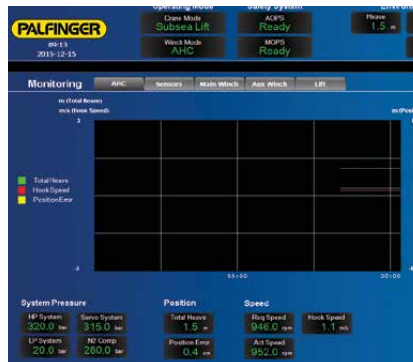 Operating Mode
Safety System
PALFINGER
09:13
2015-12-15
Crane Mode
Subsea Lift
AOPS
Ready
Heave
1.5 m
Winch Mode
AHC
MOPS
Ready
Monitoring
AHC
Sensors
Main Winch
Aux Winch
Lift
m (Total Heave)
m/s (Hook Speed)
Total Heave
Hook Speed
Position Error
55:00
30:00
System Pressure
Position
Speed
HP System
320.0 bar
Servo System
315.0 bar
Total Heave
1.5 m
Req Speed
946.0 rpm
Hook Speed
1.1 m/s
LP System
20.0 bar
N2 Comp
280.0 bar
Position Error
0.4 m
Act Speed
952.0 rpm